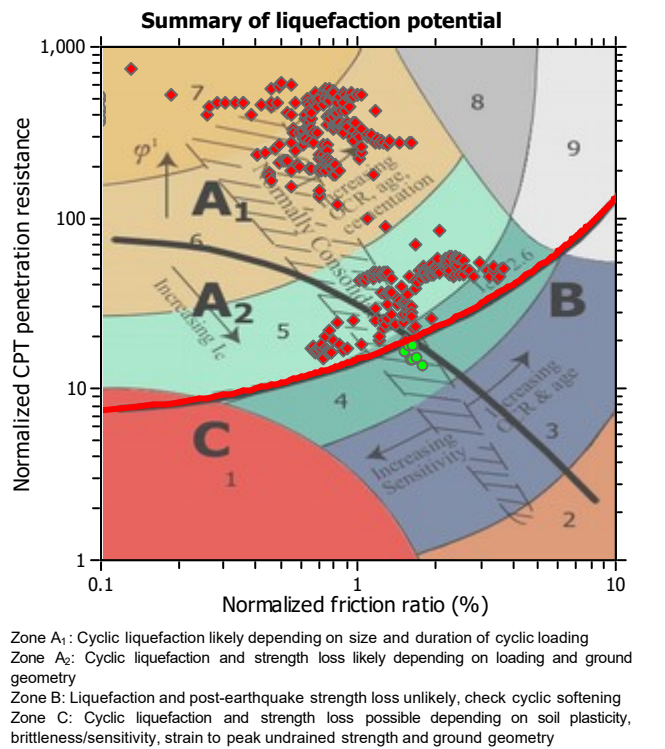 Summary of liquefaction potential
Normalized CPT penetration resistance
1,000
100
10
1
7
8
9
φ'
A1
6
A2
5
B
4
C
1
3
2
Increasing
OCR, age,
cementation
Normally Consolid
Increasing Ic
2.6
Increasing
OCR & age
Increasing
Sensitivity
0.1
1
10
Normalized friction ratio (%)
Zone A1: Cyclic liquefaction likely depending on size and duration of cyclic loading
Zone A2: Cyclic liquefaction and strength loss likely depending on loading and ground
geometry
Zone B: Liquefaction and post-earthquake strength loss unlikely, check cyclic softening
Zone C: Cyclic liquefaction and strength loss possible depending on soil plasticity,
brittleness/sensitivity, strain to peak undrained strength and ground geometry